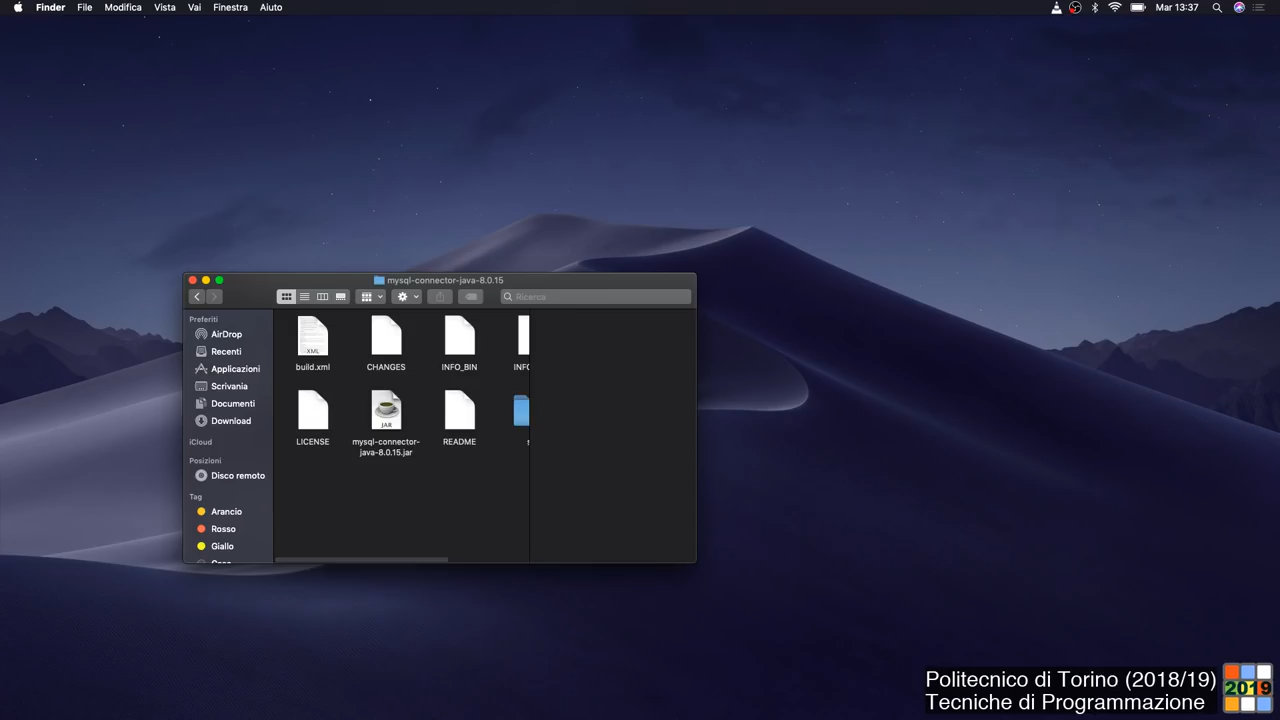 Finder File Modifica Vista Vai Finestra Aiuto Mar 13:37
mysql-connector-java-8.0.15
Ricerca
Preferiti
AirDrop
Recenti
Applicazioni
Scrivania
Documenti
Download
iCloud
Posizioni
Disco remoto
Tag
Arancio
Rosso
Giallo
XML
build.xml CHANGES INFO_BIN
JAR
LICENSE mysql-connector- README
java-8.0.15.jar
Politecnico di Torino (2018/19)
Tecniche di Programmazione
2019